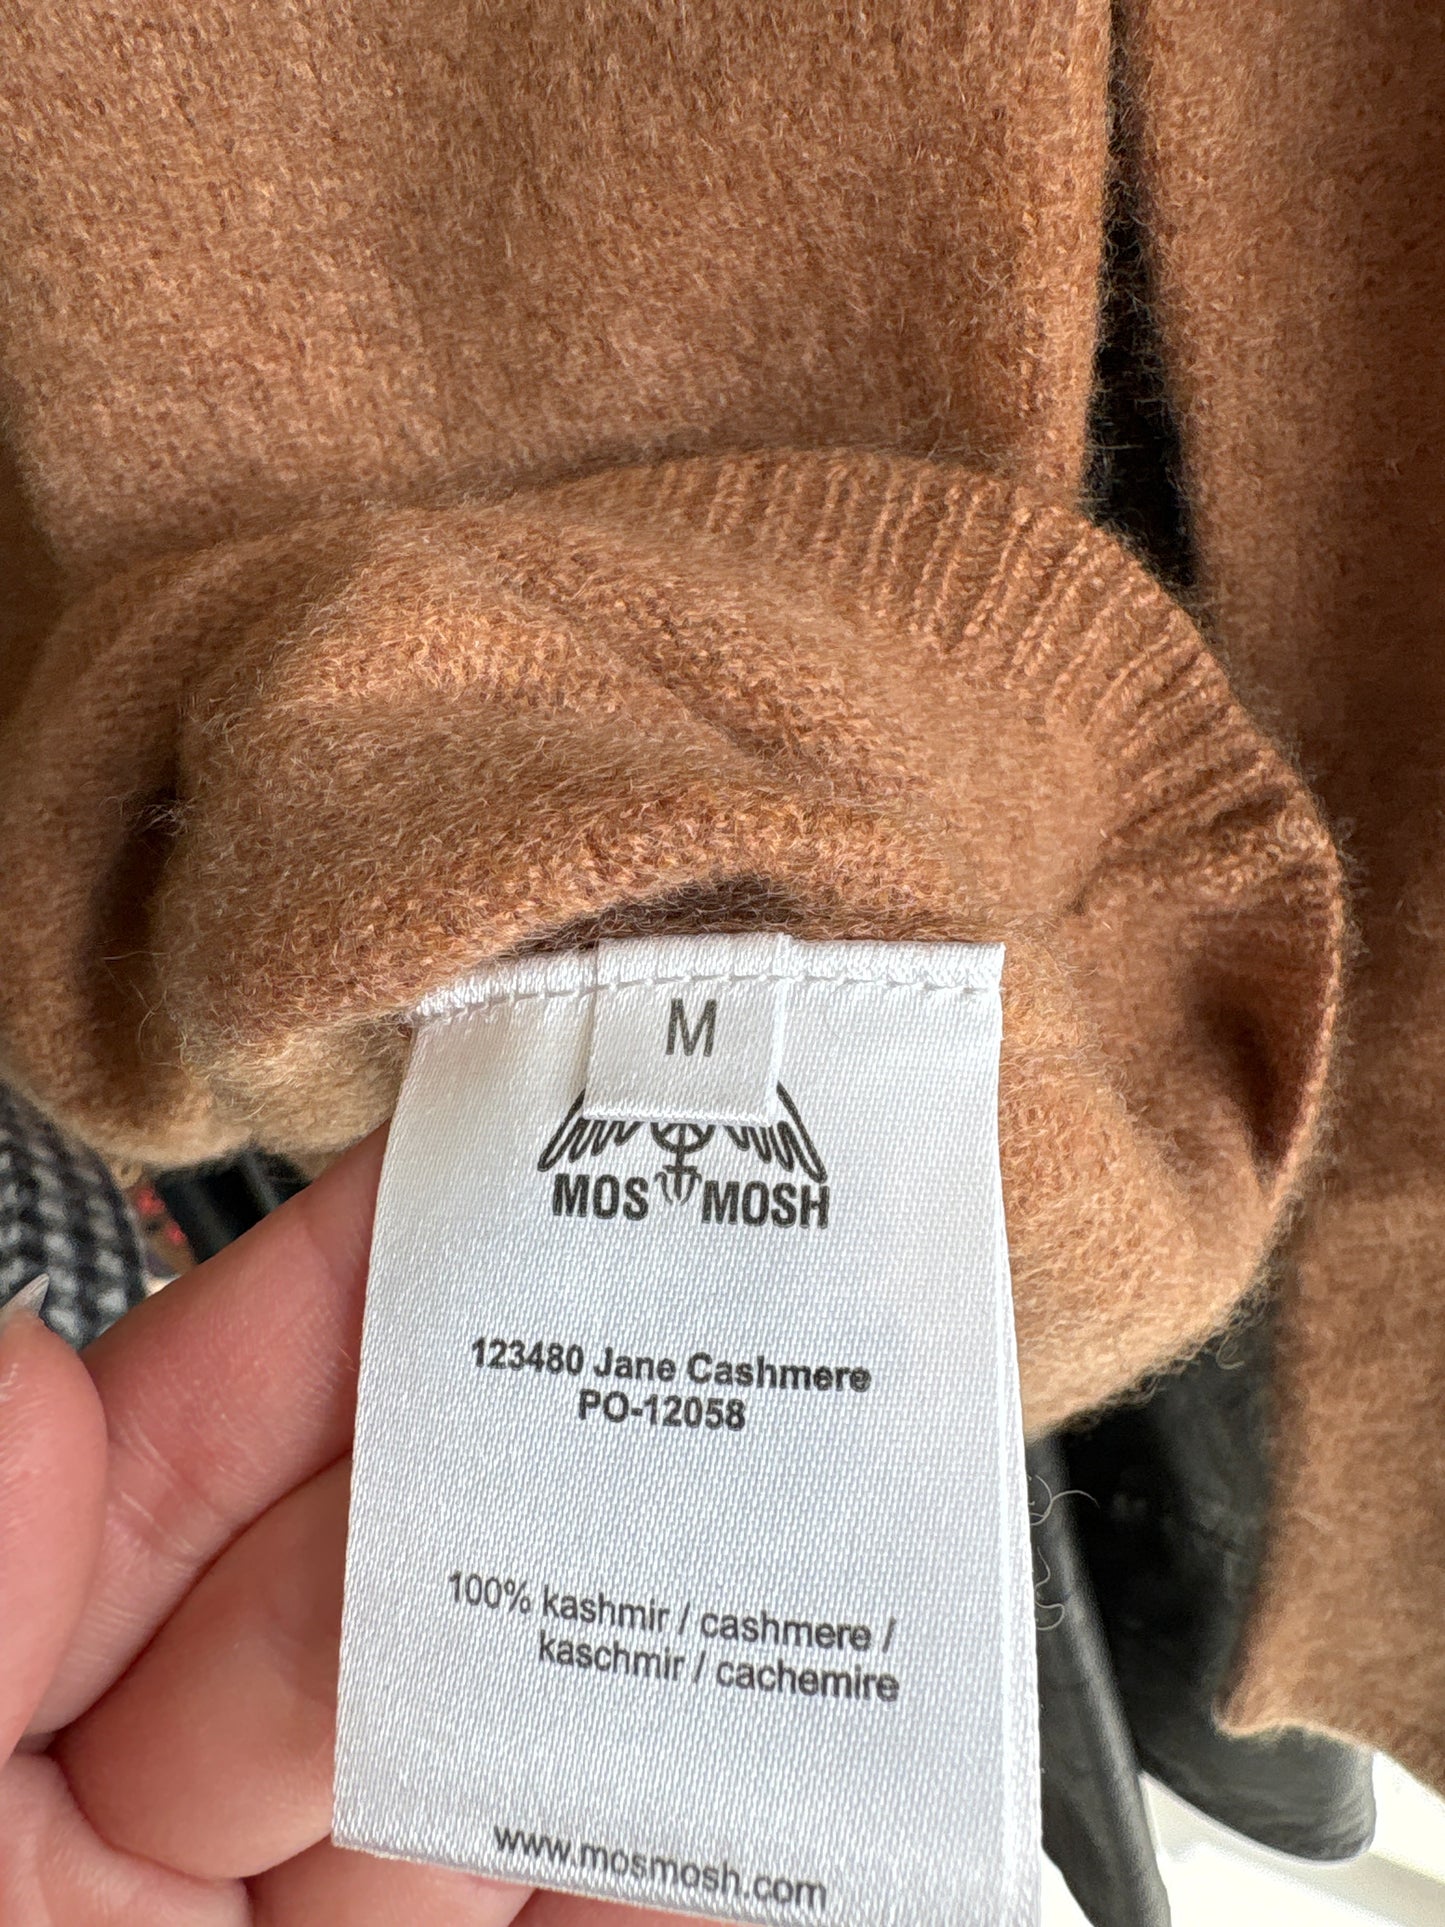 M
MOS MOSH
123480 Jane Cashmere
PO-12058
100% kashmir / cashmere /
kaschmir / cachemire
www.mosmosh.com